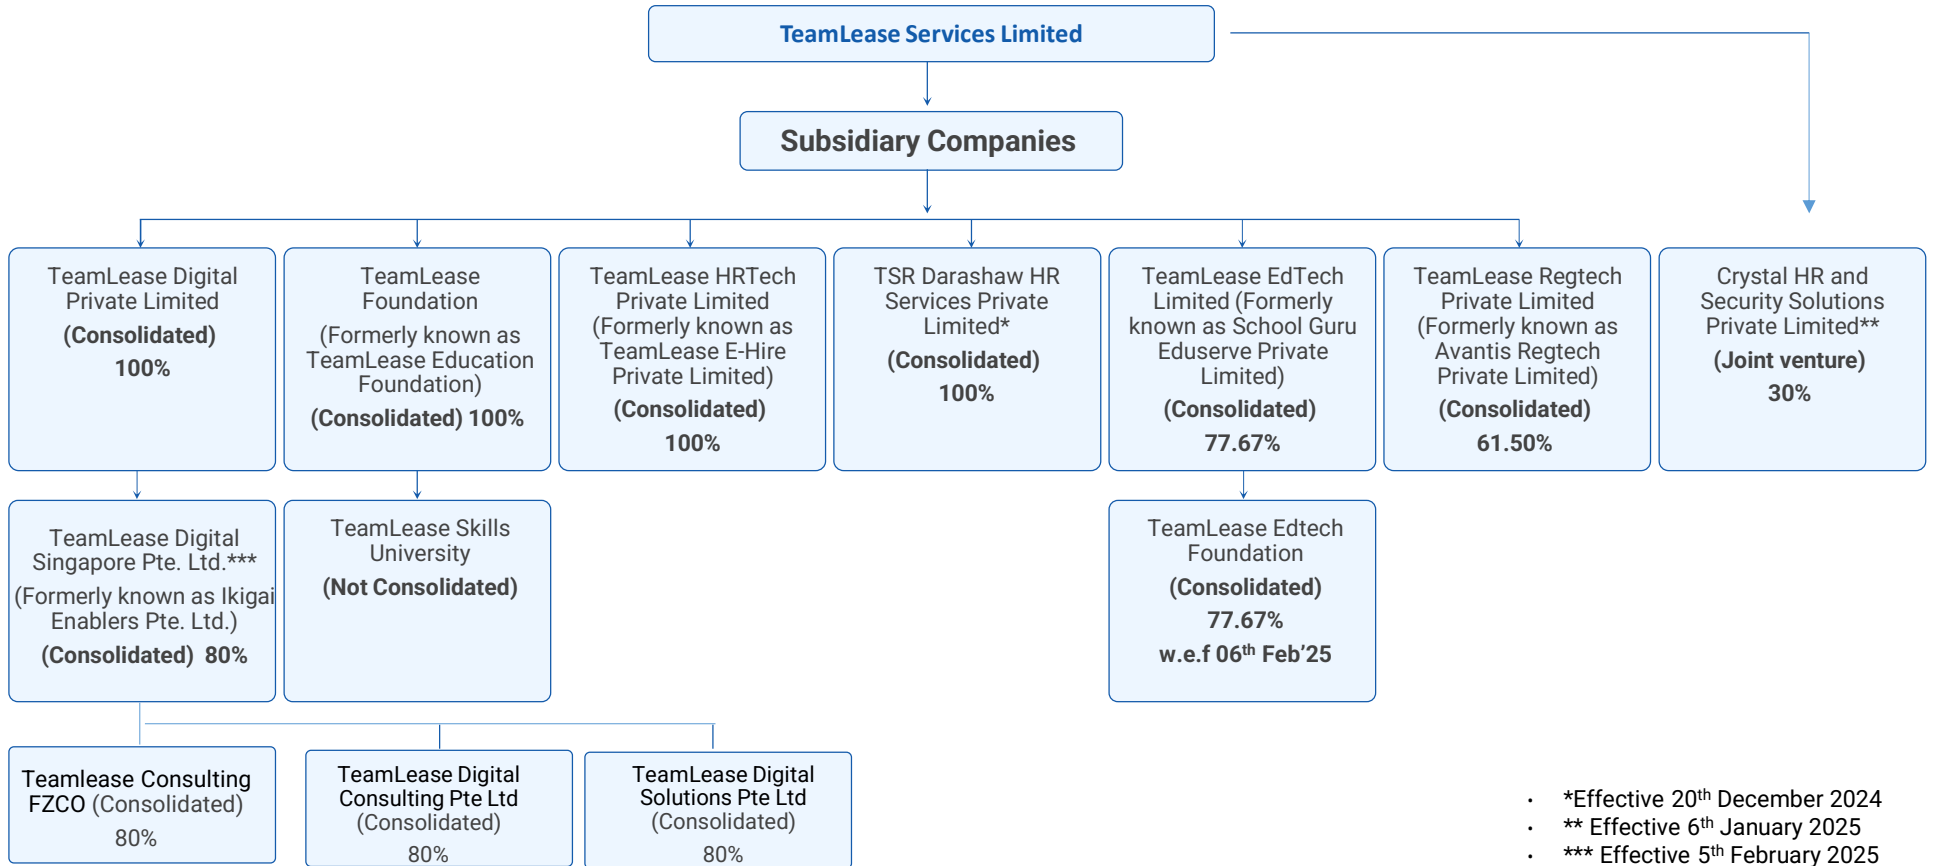 TeamLease Services Limited
Subsidiary Companies
TeamLease Digital
Private Limited
(Consolidated)
100%
TeamLease
Foundation
(Formerly known as
TeamLease Education
Foundation)
(Consolidated) 100%
TeamLease HRTech
Private Limited
(Formerly known as
TeamLease E-Hire
Private Limited)
(Consolidated)
100%
TSR Darashaw HR
Services Private
Limited*
(Consolidated)
100%
TeamLease EdTech
Limited (Formerly
known as School Guru
Eduserve Private
Limited)
(Consolidated)
77.67%
TeamLease Regtech
Private Limited
(Formerly known as
Avantis Regtech
Private Limited)
(Consolidated)
61.50%
Crystal HR and
Security Solutions
Private Limited**
(Joint venture)
30%
TeamLease Digital
Singapore Pte. Ltd.***
(Formerly known as Ikigai
Enablers Pte. Ltd.)
(Consolidated) 80%
TeamLease Skills
University
(Not Consolidated)
TeamLease Edtech
Foundation
(Consolidated)
77.67%
w.e.f 06th Feb’25
Teamlease Consulting
FZCO (Consolidated)
80%
TeamLease Digital
Consulting Pte Ltd
(Consolidated)
80%
TeamLease Digital
Solutions Pte Ltd
(Consolidated)
80%
• *Effective 20th December 2024
• ** Effective 6th January 2025
• *** Effective 5th February 2025